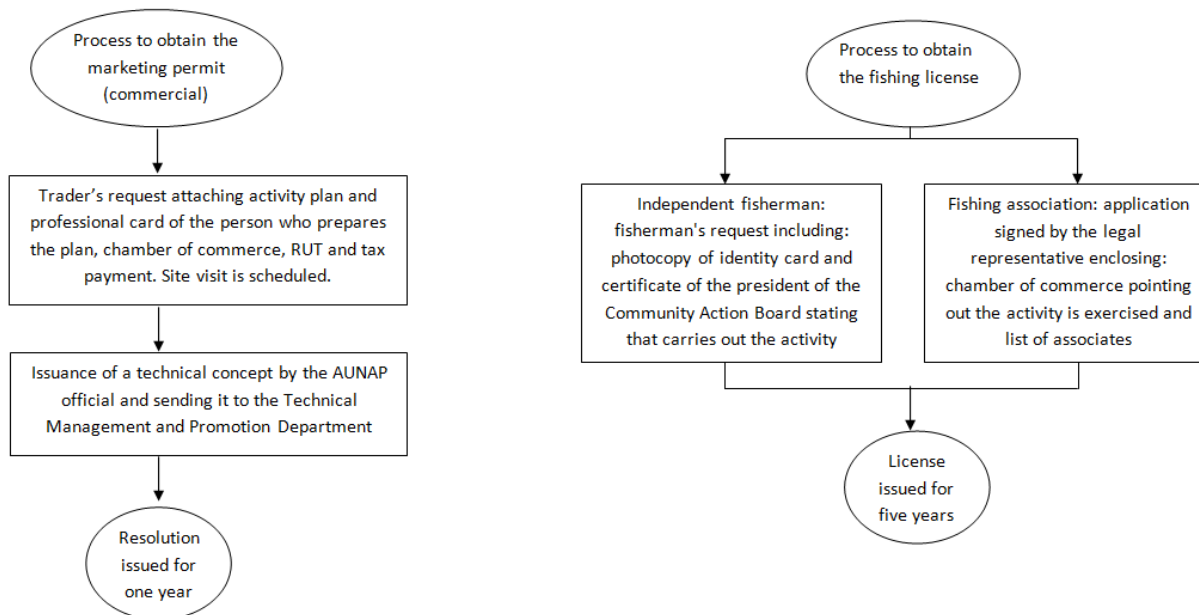 Process to obtain the
marketing permit
(commercial)
Trader’s request attaching activity plan and
professional card of the person who prepares
the plan, chamber of commerce, RUT and tax
payment. Site visit is scheduled.
Issuance of a technical concept by the AUNAP
official and sending it to the Technical
Management and Promotion Department
Resolution
issued for
one year
Process to obtain
the fishing license
Independent fisherman:
fisherman's request including:
photocopy of identity card and
certificate of the president of the
Community Action Board stating
that carries out the activity
Fishing association: application
signed by the legal
representative enclosing:
chamber of commerce pointing
out the activity is exercised and
list of associates
License
issued for
five years